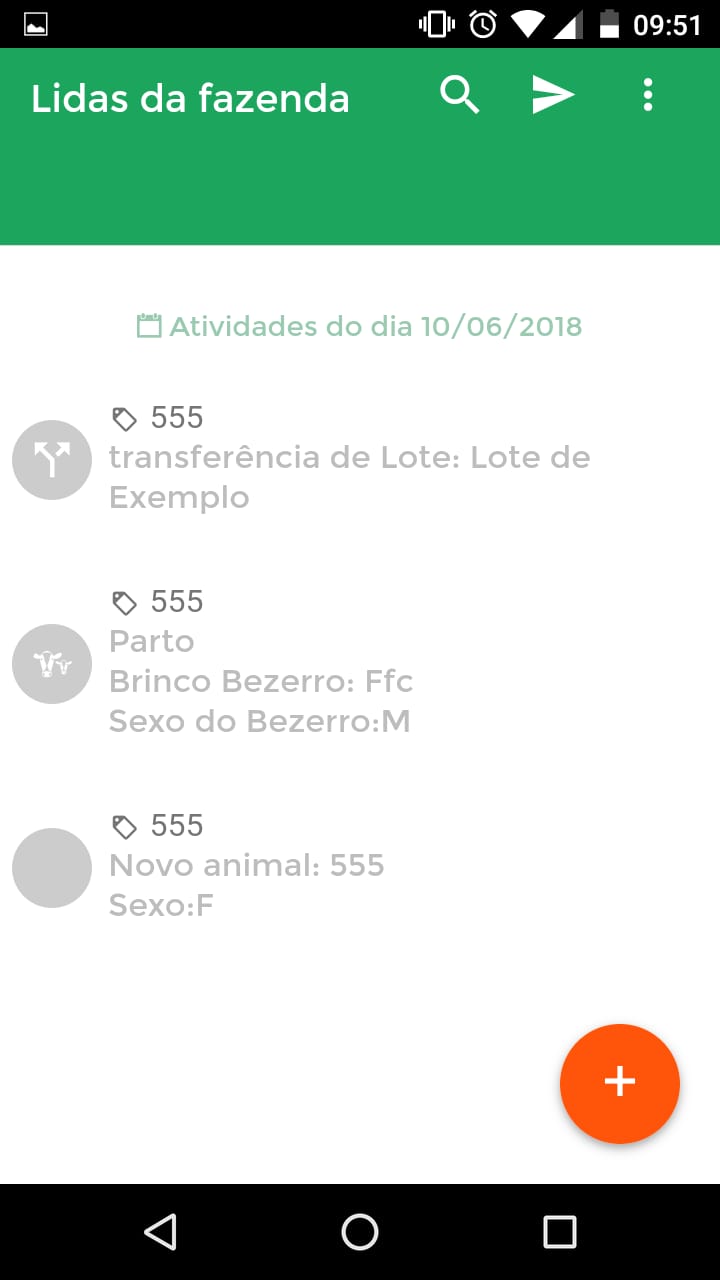 09:51
Lidas da fazenda
Atividades do dia 10/06/2018
555
transferência de Lote: Lote de
Exemplo
555
Parto
Brinco Bezerro: Ffc
Sexo do Bezerro:M
555
Novo animal: 555
Sexo:F